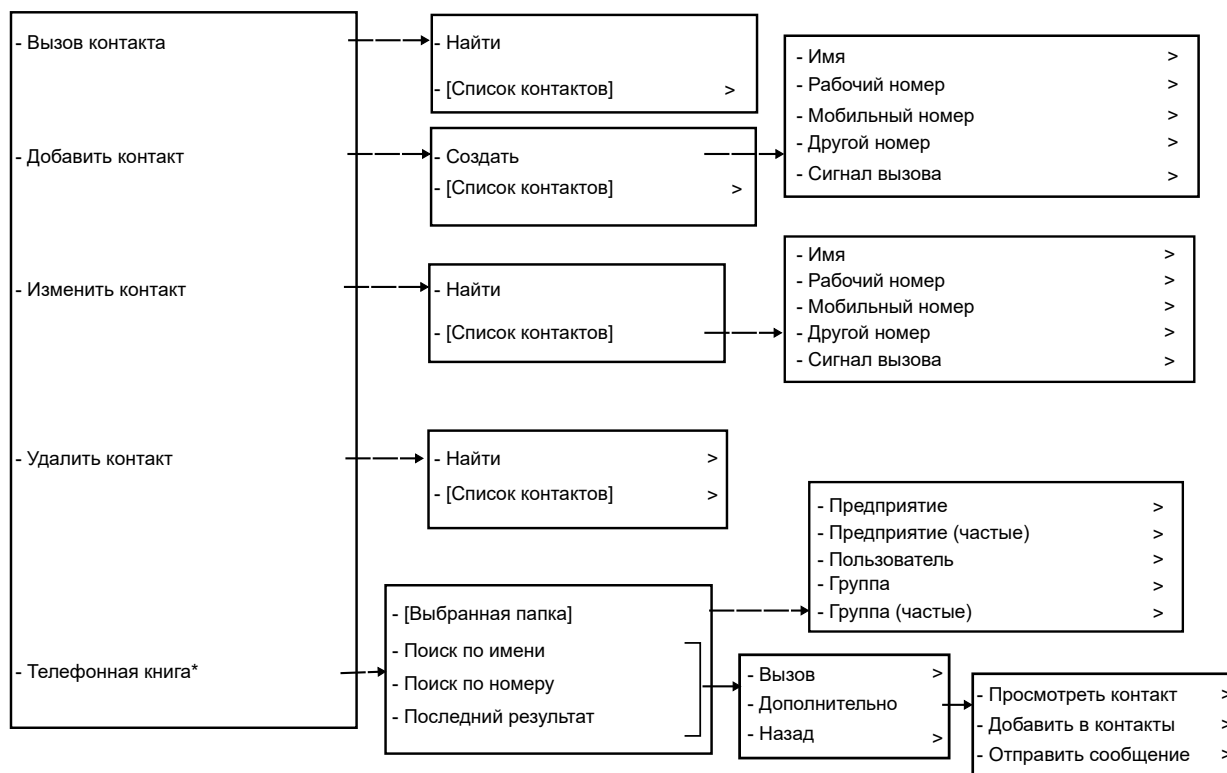 - Вызов контакта
- Найти
- [Список контактов] >
- Добавить контакт
- Создать
- [Список контактов] >
- Имя >
- Рабочий номер >
- Мобильный номер >
- Другой номер >
- Сигнал вызова >
- Изменить контакт
- Найти
- [Список контактов]
- Имя >
- Рабочий номер >
- Мобильный номер >
- Другой номер >
- Сигнал вызова >
- Удалить контакт
- Найти >
- [Список контактов] >
- Телефонная книга*
- [Выбранная папка]
- Поиск по имени
- Поиск по номеру
- Последний результат
- Предприятие >
- Предприятие (частые) >
- Пользователь >
- Группа >
- Группа (частые) >
- Вызов >
- Дополнительно
- Назад >
- Просмотреть контакт >
- Добавить в контакты >
- Отправить сообщение >